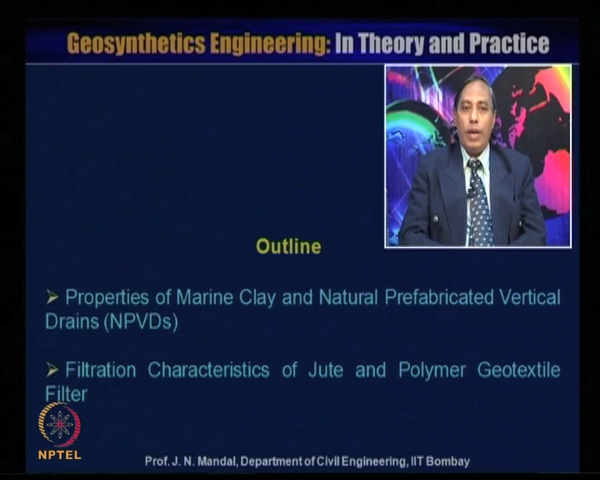 Geosynthetics Engineering: In Theory and Practice
Outline
➢ Properties of Marine Clay and Natural Prefabricated Vertical
Drains (NPVDs)
➢ Filtration Characteristics of Jute and Polymer Geotextile
Filter
NPTEL
Prof. J. N. Mandal, Department of Civil Engineering, IIT Bombay